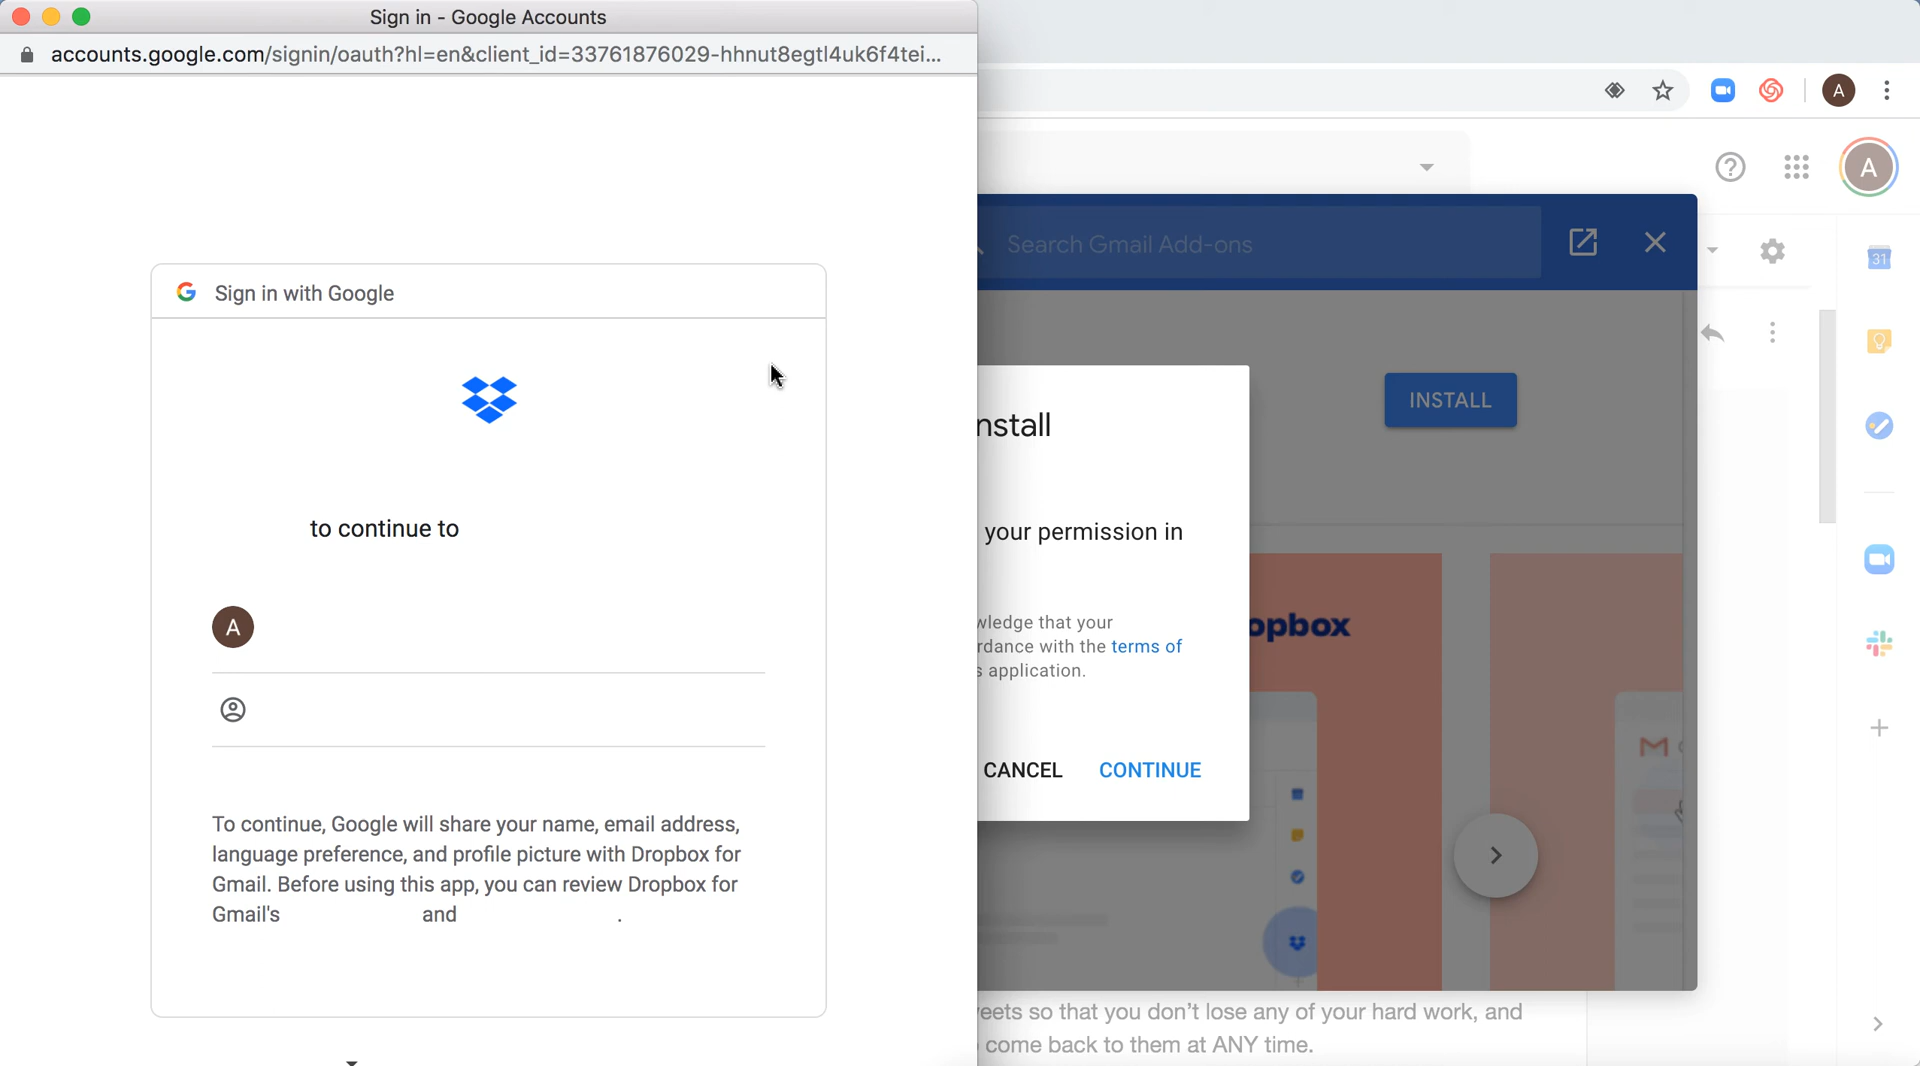 Sign in - Google Accounts
accounts.google.com/signin/oauth?hl=en&client_id=33761876029-hhnut8egtl4uk6f4tei...
A
A
Search Gmail Add-ons
31
Sign in with Google
INSTALL
nstall
to continue to
your permission in
A
wledge that your
rdance with the terms of
s application.
opbox
CANCEL CONTINUE
To continue, Google will share your name, email address,
language preference, and profile picture with Dropbox for
Gmail. Before using this app, you can review Dropbox for
Gmail's and .
eets so that you don't lose any of your hard work, and
come back to them at ANY time.